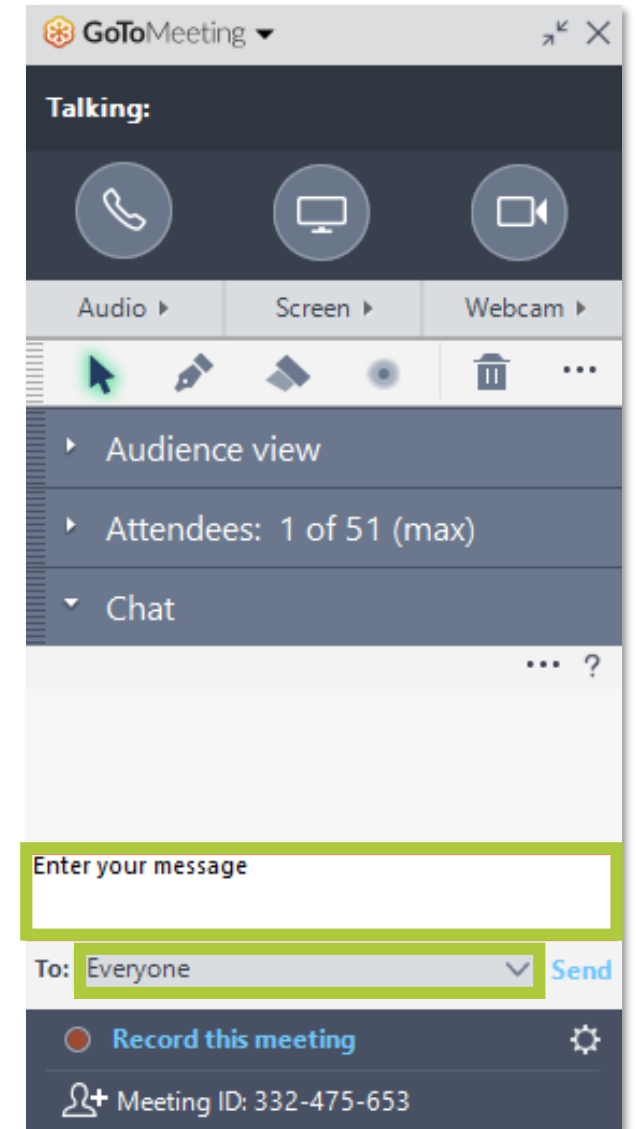 GoToMeeting
Talking:
Audio Screen Webcam
Audience view
Attendees: 1 of 51 (max)
Chat
... ?
Enter your message
To: Everyone Send
Record this meeting
Meeting ID: 332-475-653